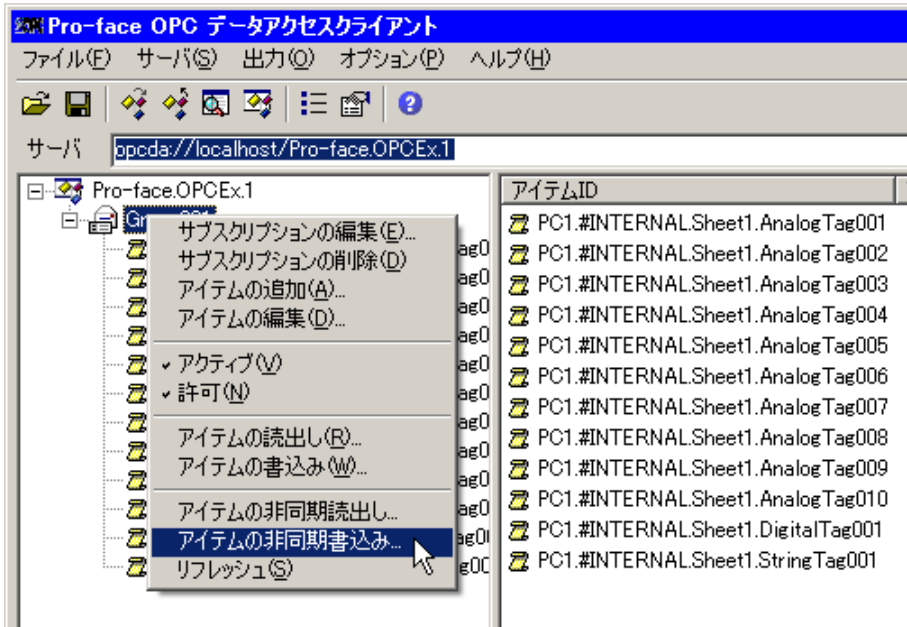 Pro-face OPC データアクセスクライアント
ファイル(F) サーバ(S) 出力(O) オプション(P) ヘルプ(H)
サーバ opcda://localhost/Pro-face.OPCEx.1
Pro-face.OPCEx.1
サブスクリプションの編集(E)...
サブスクリプションの削除(D)
アイテムの追加(A)...
アイテムの編集(D)...
アクティブ(V)
許可(N)
アイテムの読出し(R)...
アイテムの書込み(W)...
アイテムの非同期読出し...
アイテムの非同期書込み...
リフレッシュ(S)
アイテムID
PC1.#INTERNAL.Sheet1.AnalogTag001
PC1.#INTERNAL.Sheet1.AnalogTag002
PC1.#INTERNAL.Sheet1.AnalogTag003
PC1.#INTERNAL.Sheet1.AnalogTag004
PC1.#INTERNAL.Sheet1.AnalogTag005
PC1.#INTERNAL.Sheet1.AnalogTag006
PC1.#INTERNAL.Sheet1.AnalogTag007
PC1.#INTERNAL.Sheet1.AnalogTag008
PC1.#INTERNAL.Sheet1.AnalogTag009
PC1.#INTERNAL.Sheet1.AnalogTag010
PC1.#INTERNAL.Sheet1.DigitalTag001
PC1.#INTERNAL.Sheet1.StringTag001